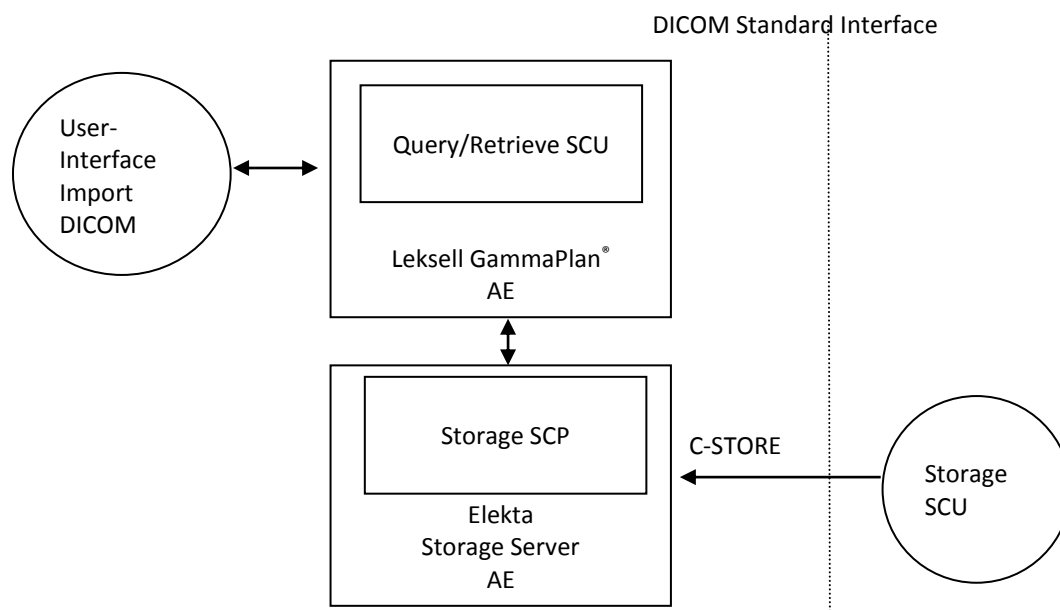 DICOM Standard Interface
User-
Interface
Import
DICOM
Query/Retrieve SCU
Leksell GammaPlan®
AE
Storage SCP
Elekta
Storage Server
AE
C-STORE
Storage
SCU